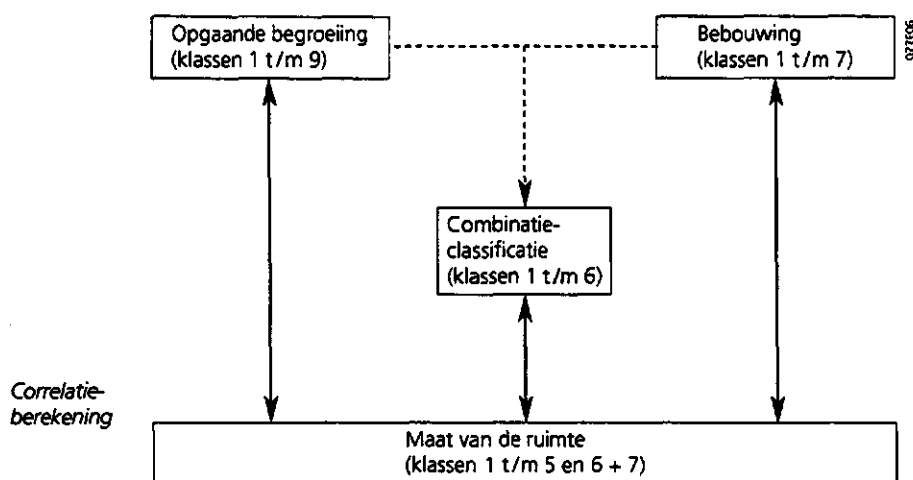 Opgaande begroeiing
(klassen 1 t/m 9)
Bebouwing
(klassen 1 t/m 7)
Combinatie-
classificatie
(klassen 1 t/m 6)
Correlatie-
berekening
Maat van de ruimte
(klassen 1 t/m 5 en 6 + 7)